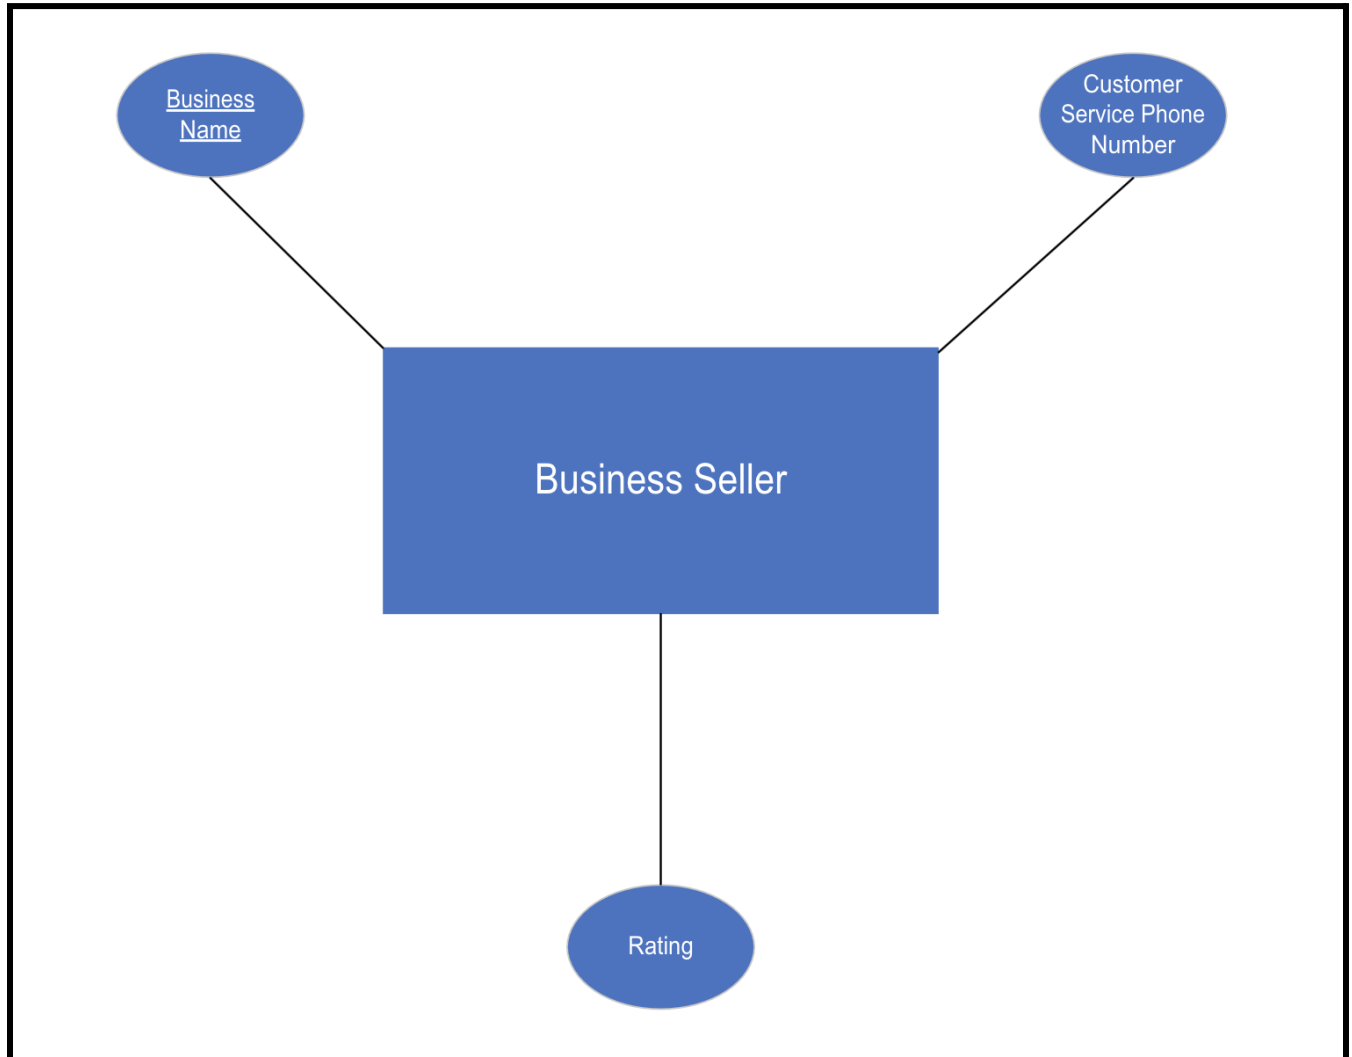 Business
Name
Customer
Service Phone
Number
Business Seller
Rating